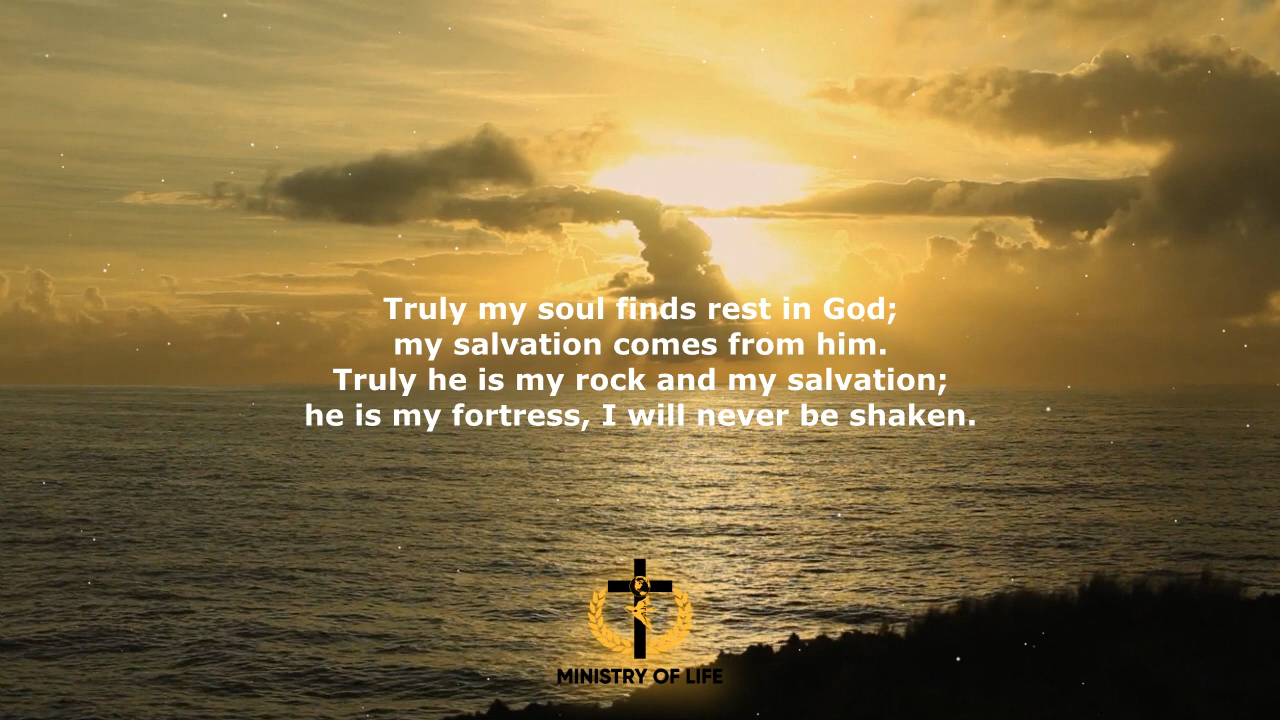 Truly my soul finds rest in God;
my salvation comes from him.
Truly he is my rock and my salvation;
he is my fortress, I will never be shaken.
MINISTRY OF LIFE